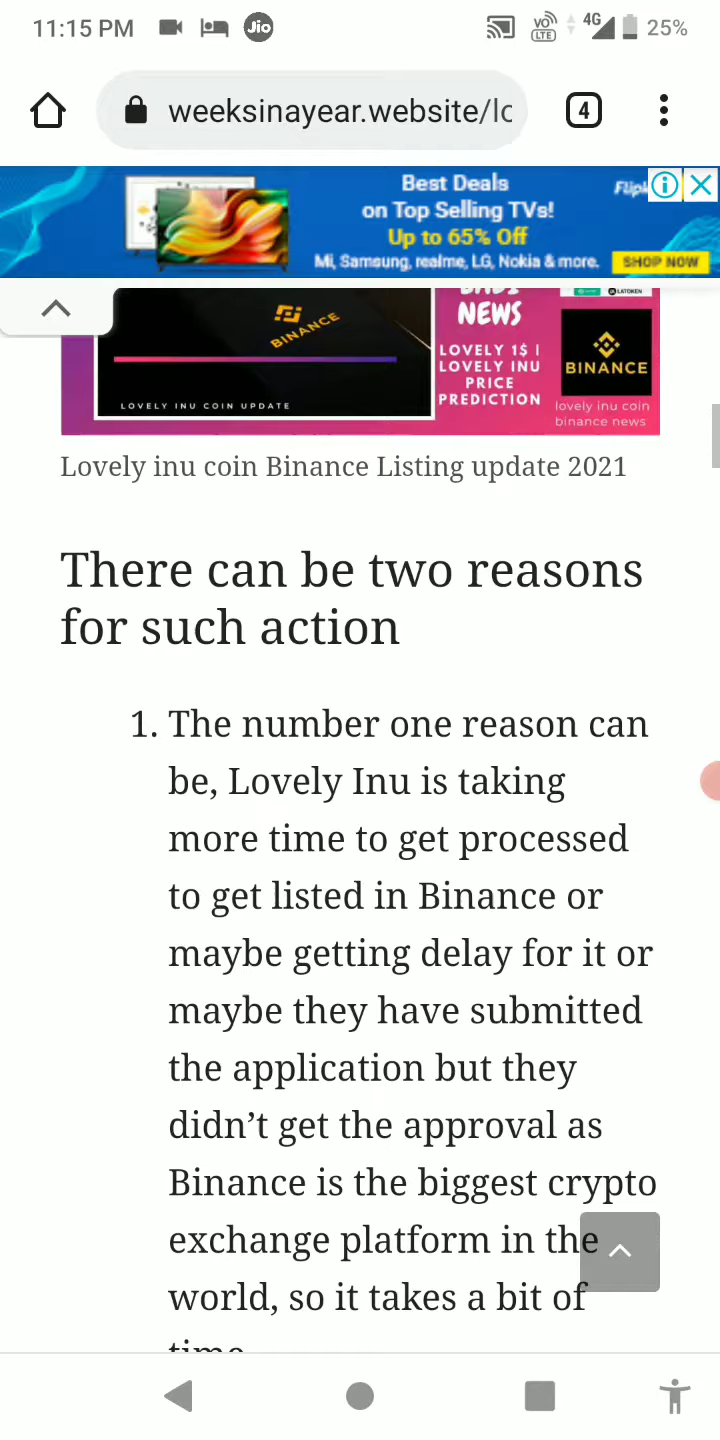 11:15 PM Jio VO LTE 4G 25%
weeksinayear.website/lc 4
Best Deals
on Top Selling TVs!
Up to 65% Off
Mi, Samsung, realme, LG, Nokia & more.
SHOP NOW
BINANCE
LOVELY INU COIN UPDATE
NEWS
LOVELY 1$ |
LOVELY INU
PRICE
PREDICTION
LATOKEN
BINANCE
lovely inu coin
binance news
Lovely inu coin Binance Listing update 2021
There can be two reasons
for such action
1. The number one reason can
be, Lovely Inu is taking
more time to get processed
to get listed in Binance or
maybe getting delay for it or
maybe they have submitted
the application but they
didn’t get the approval as
Binance is the biggest crypto
exchange platform in the
world, so it takes a bit of